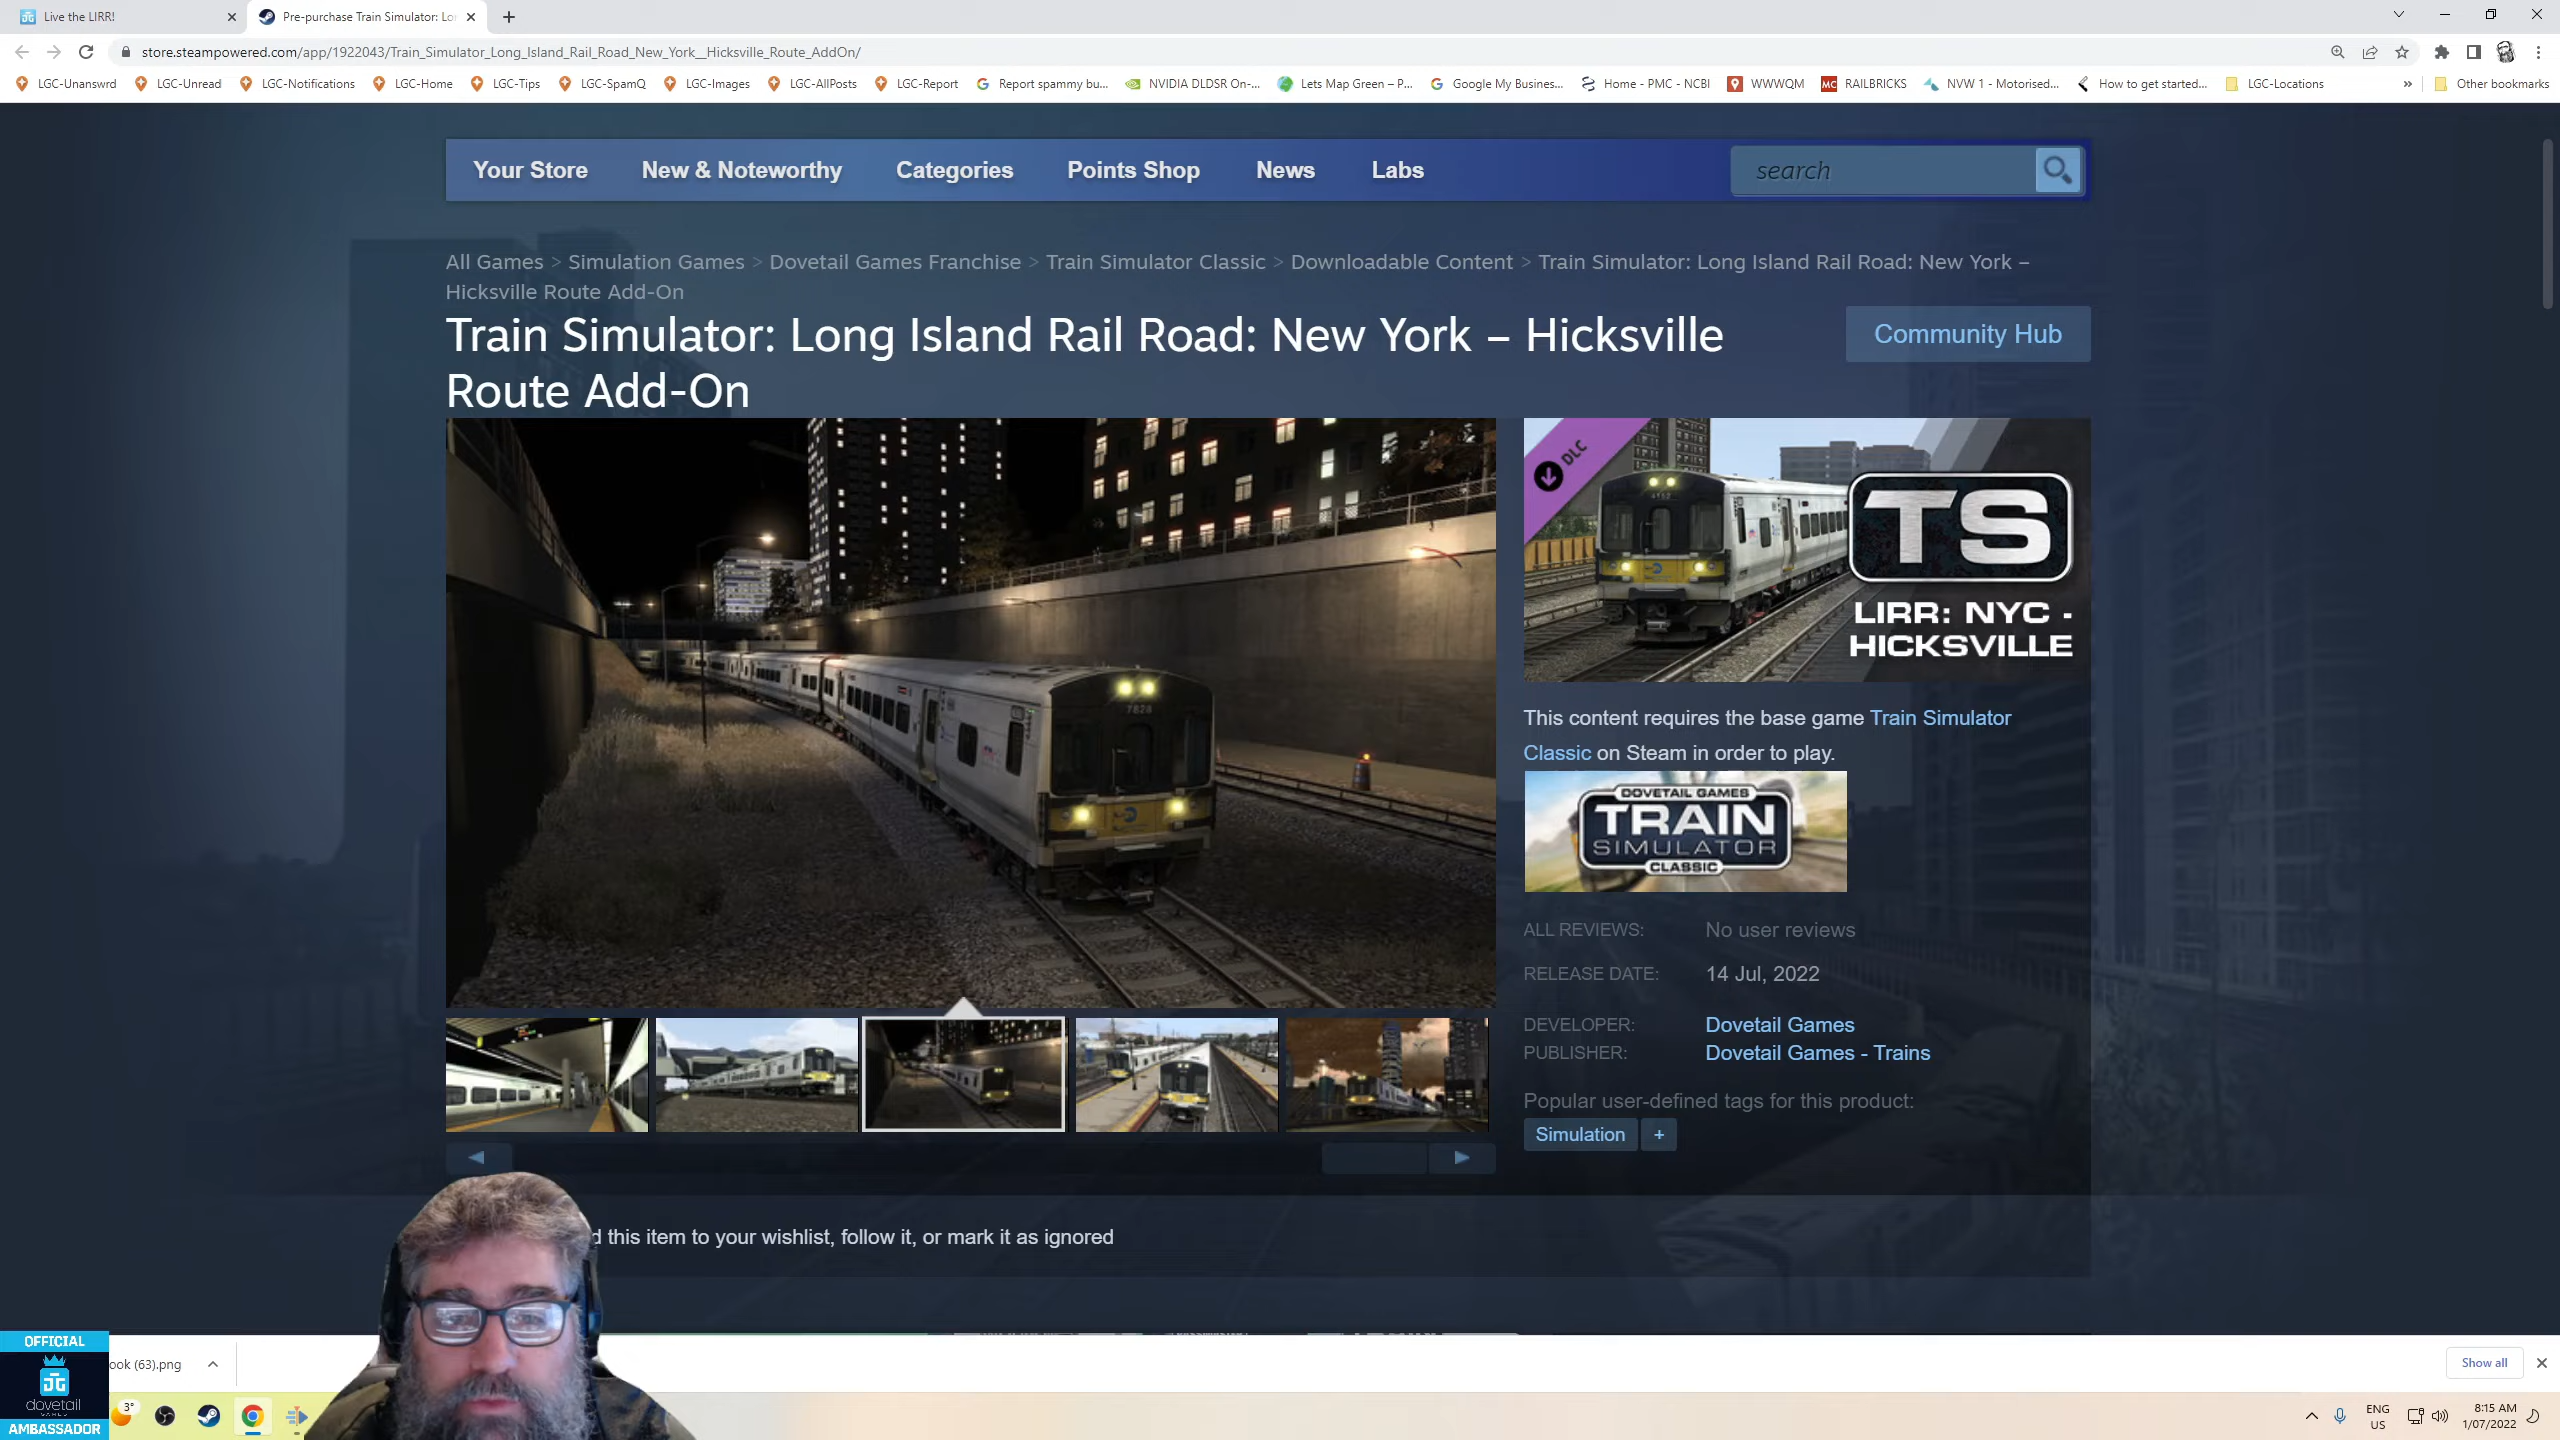 Live the LIRR!
Pre-purchase Train Simulator: Lo
store.steampowered.com/app/1922043/Train_Simulator_Long_Island_Rail_Road_New_York__Hicksville_Route_AddOn/
LGC-Unanswrd LGC-Unread LGC-Notifications LGC-Home LGC-Tips LGC-SpamQ LGC-Images LGC-AllPosts LGC-Report Report spammy bu... NVIDIA DLDSR On-... Lets Map Green – P... Google My Busines... Home - PMC - NCBI WWWQM MC RAILBRICKS NVW 1 - Motorised... How to get started... LGC-Locations » Other bookmarks
Your Store New & Noteworthy Categories Points Shop News Labs search
All Games > Simulation Games > Dovetail Games Franchise > Train Simulator Classic > Downloadable Content > Train Simulator: Long Island Rail Road: New York –
Hicksville Route Add-On
Train Simulator: Long Island Rail Road: New York – Hicksville
Route Add-On
Community Hub
7828
DLC
TS
LIRR: NYC -
HICKSVILLE
This content requires the base game Train Simulator
Classic on Steam in order to play.
DOVETAIL GAMES
TRAIN
SIMULATOR
CLASSIC
ALL REVIEWS: No user reviews
RELEASE DATE: 14 Jul, 2022
DEVELOPER: Dovetail Games
PUBLISHER: Dovetail Games - Trains
Popular user-defined tags for this product:
Simulation +
d this item to your wishlist, follow it, or mark it as ignored
OFFICIAL
dovetail
GAMES
AMBASSADOR
ook (63).png
Show all
3°
ENG
US
8:15 AM
1/07/2022